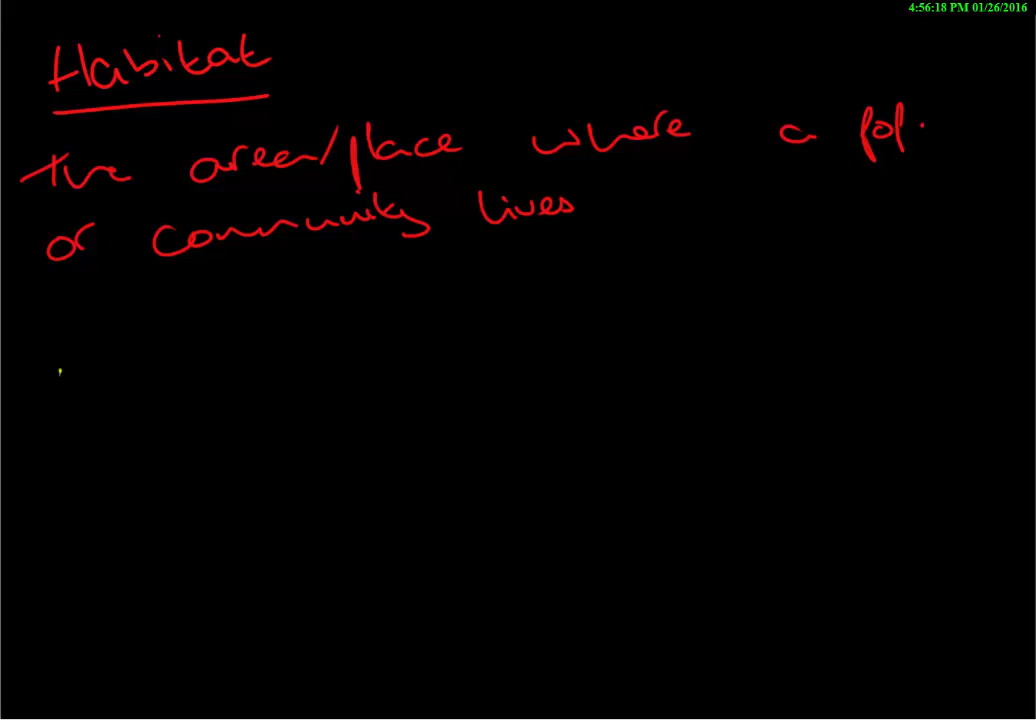 4:56:18 PM 01/26/2016
Habitat
the area/place where a pop.
or community lives